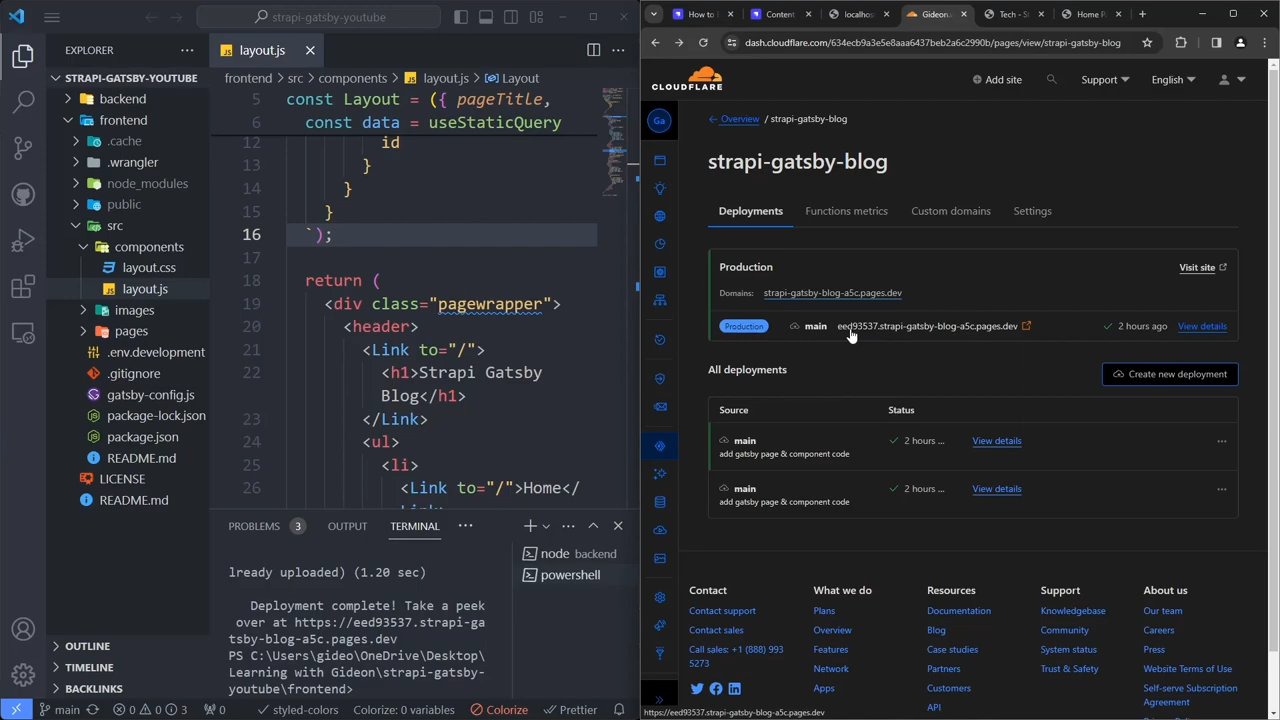 strapi-gatsby-youtube
EXPLORER
STRAPI-GATSBY-YOUTUBE
backend
frontend
.cache
.wrangler
node_modules
public
src
components
layout.css
layout.js
images
pages
.env.development
.gitignore
gatsby-config.js
package-lock.json
package.json
README.md
LICENSE
README.md
OUTLINE
TIMELINE
BACKLINKS
layout.js
frontend > src > components > layout.js > Layout
5 const Layout = ({ pageTitle,
6 const data = useStaticQuery
12 id
13 }
14 }
15 }
16 `);
17
18 return (
19 <div class="pagewrapper">
20 <header>
21 <Link to="/">
22 <h1>Strapi Gatsby
Blog</h1>
23 </Link>
24 <ul>
25 <li>
26 <Link to="/">Home</
PROBLEMS 3 OUTPUT TERMINAL
lready uploaded) (1.20 sec)
Deployment complete! Take a peek
over at https://eed93537.strapi-ga
tsby-blog-a5c.pages.dev
PS C:\Users\gideo\OneDrive\Desktop\
Learning with Gideon\strapi-gatsby-
youtube\frontend>
node backend
powershell
main 0 0 3 0 styled-colors Colorize: 0 variables Colorize Prettier
How to Content localhos Gideon. Tech - S Home P
dash.cloudflare.com/634ecb9a3e5e8aaa6437beb2a6c2990b/pages/view/strapi-gatsby-blog
CLOUDFLARE
Add site Support English
Ga
Overview / strapi-gatsby-blog
strapi-gatsby-blog
Deployments Functions metrics Custom domains Settings
Production Visit site
Domains: strapi-gatsby-blog-a5c.pages.dev
Production main eed93537.strapi-gatsby-blog-a5c.pages.dev 2 hours ago View details
All deployments Create new deployment
Source Status
main 2 hours ... View details ...
add gatsby page & component code
main 2 hours ... View details ...
add gatsby page & component code
Contact
Contact support
Contact sales
Call sales: +1 (888) 993
5273
What we do
Plans
Overview
Features
Network
Apps
Resources
Documentation
Blog
Case studies
Partners
Customers
API
Support
Knowledgebase
Community
System status
Trust & Safety
About us
Our team
Careers
Press
Website Terms of Use
Self-serve Subscription
Agreement
https://eed93537.strapi-gatsby-blog-a5c.pages.dev